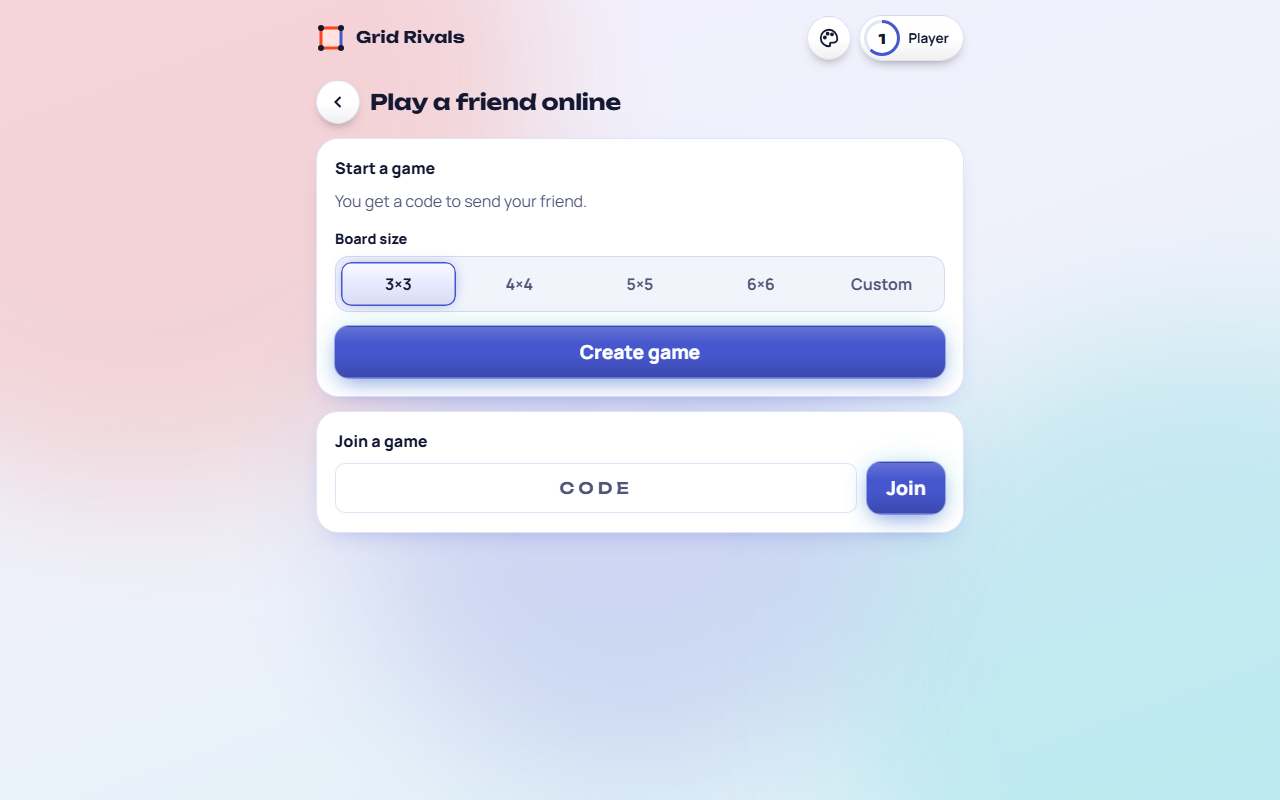 Grid Rivals
1 Player
Play a friend online
Start a game
You get a code to send your friend.
Board size
3×3 4×4 5×5 6×6 Custom
Create game
Join a game
CODE Join